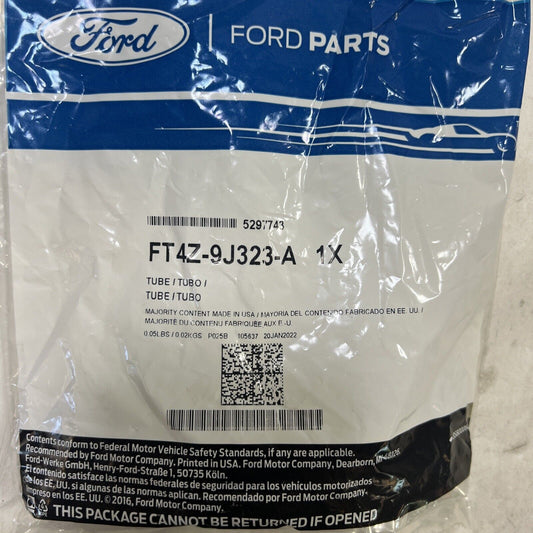 Ford
FORD PARTS
5297743
FT4Z-9J323-A 1X
TUBE / TUBO /
TUBE / TUBO
MAJORITY CONTENT MADE IN USA / MAYORIA DEL CONTENIDO FABRICADO EN EE. UU. /
MAJORITÉ DU CONTENU FABRIQUÉE AUX E.-U.
0.05LBS / 0.02KGS P025B 105637 20JAN2022
Contents conform to Federal Motor Vehicle Safety Standards, if any are applicable.
Recommended by Ford Motor Company. Printed in USA. Ford Motor Company, Dearborn, MI 48126.
Ford-Werke GmbH, Henry-Ford-Straße 1, 50735 Köln.
El contenido satisface las normas federales de seguridad para los vehículos motorizados
de los EE. UU. si algunas de las normas aplican. Recomendado por Ford Motor Company.
Impreso en EE. UU. © 2016, Ford Motor Company.
THIS PACKAGE CANNOT BE RETURNED IF OPENED